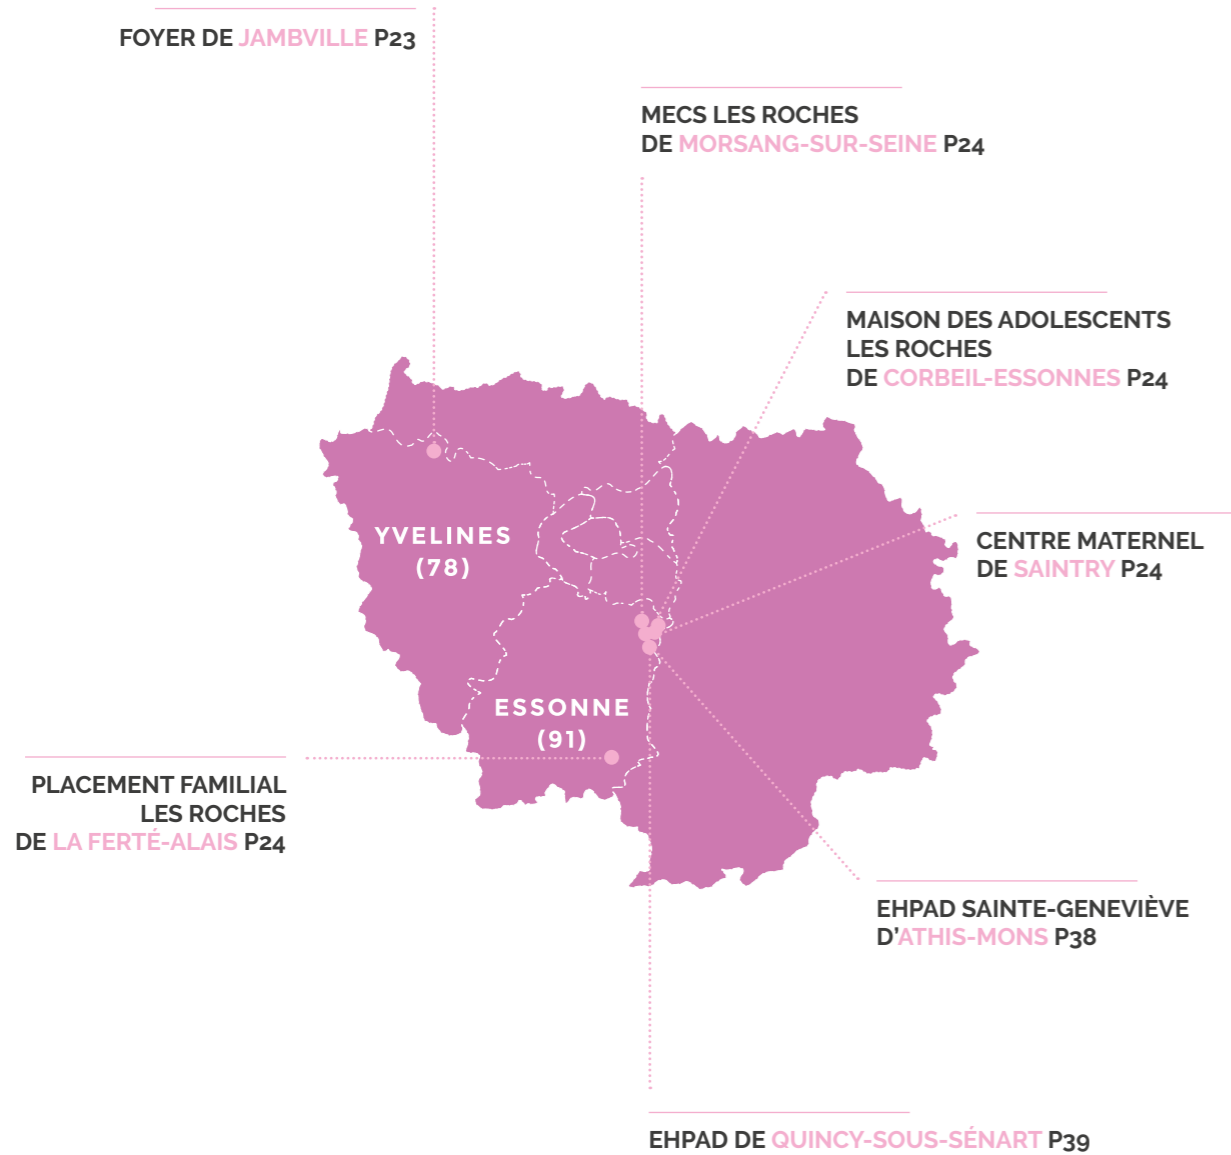 FOYER DE JAMBVILLE P23
MECS LES ROCHES
DE MORSANG-SUR-SEINE P24
MAISON DES ADOLESCENTS
LES ROCHES
DE CORBEIL-ESSONNES P24
YVELINES
(78)
CENTRE MATERNEL
DE SAINTRY P24
ESSONNE
(91)
PLACEMENT FAMILIAL
LES ROCHES
DE LA FERTÉ-ALAIS P24
EHPAD SAINTE-GENEVIÈVE
D'ATHIS-MONS P38
EHPAD DE QUINCY-SOUS-SÉNART P39